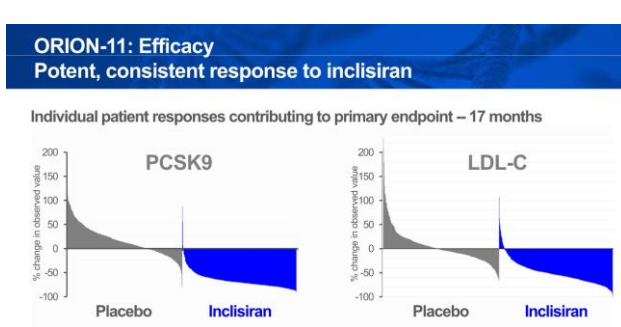 ORION-11: Efficacy
Potent, consistent response to inclisiran
Individual patient responses contributing to primary endpoint – 17 months
PCSK9
% change in observed value
200
150
100
50
0
-50
-100
Placebo
Inclisiran
LDL-C
% change in observed value
200
150
100
50
0
-50
-100
Placebo
Inclisiran